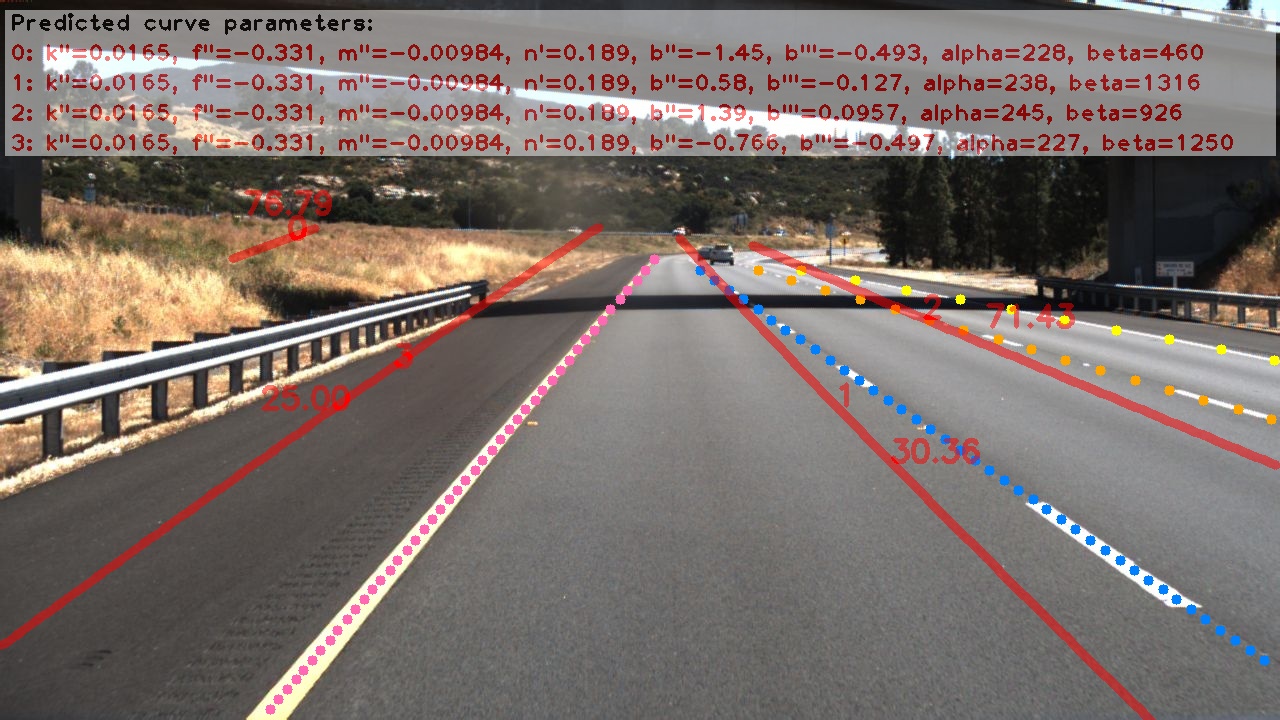 Predicted curve parameters:
0: k''=0.0165, f''=−0.331, m''=−0.00984, n'=0.189, b''=−1.45, b'''=−0.493, alpha=228, beta=460
1: k''=0.0165, f''=−0.331, m''=−0.00984, n'=0.189, b''=0.58, b'''=−0.127, alpha=238, beta=1316
2: k''=0.0165, f''=−0.331, m''=−0.00984, n'=0.189, b''=1.39, b'''=0.0957, alpha=245, beta=926
3: k''=0.0165, f''=−0.331, m''=−0.00984, n'=0.189, b''=−0.766, b'''=−0.497, alpha=227, beta=1250
76.79
0
2
71.43
3
25.00
1
30.36